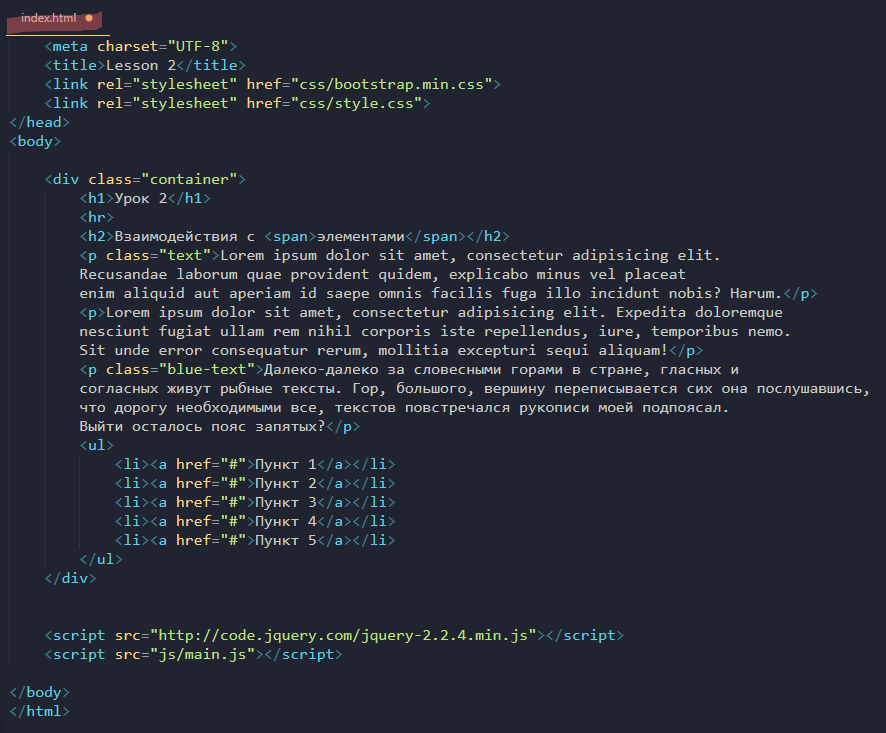 index.html
<meta charset="UTF-8">
<title>Lesson 2</title>
<link rel="stylesheet" href="css/bootstrap.min.css">
<link rel="stylesheet" href="css/style.css">
</head>
<body>
<div class="container">
<h1>Урок 2</h1>
<hr>
<h2>Взаимодействия с <span>элементами</span></h2>
<p class="text">Lorem ipsum dolor sit amet, consectetur adipisicing elit.
Recusandae laborum quae provident quidem, explicabo minus vel placeat
enim aliquid aut aperiam id saepe omnis facilis fuga illo incidunt nobis? Harum.</p>
<p>Lorem ipsum dolor sit amet, consectetur adipisicing elit. Expedita doloremque
nesciunt fugiat ullam rem nihil corporis iste repellendus, iure, temporibus nemo.
Sit unde error consequatur rerum, mollitia excepturi sequi aliquam!</p>
<p class="blue-text">Далеко-далеко за словесными горами в стране, гласных и
согласных живут рыбные тексты. Гор, большого, вершину переписывается сих она послушавшись,
что дорогу необходимыми все, текстов повстречался рукописи моей подпоясал.
Выйти осталось пояс запятых?</p>
<ul>
<li><a href="#">Пункт 1</a></li>
<li><a href="#">Пункт 2</a></li>
<li><a href="#">Пункт 3</a></li>
<li><a href="#">Пункт 4</a></li>
<li><a href="#">Пункт 5</a></li>
</ul>
</div>
<script src="http://code.jquery.com/jquery-2.2.4.min.js"></script>
<script src="js/main.js"></script>
</body>
</html>